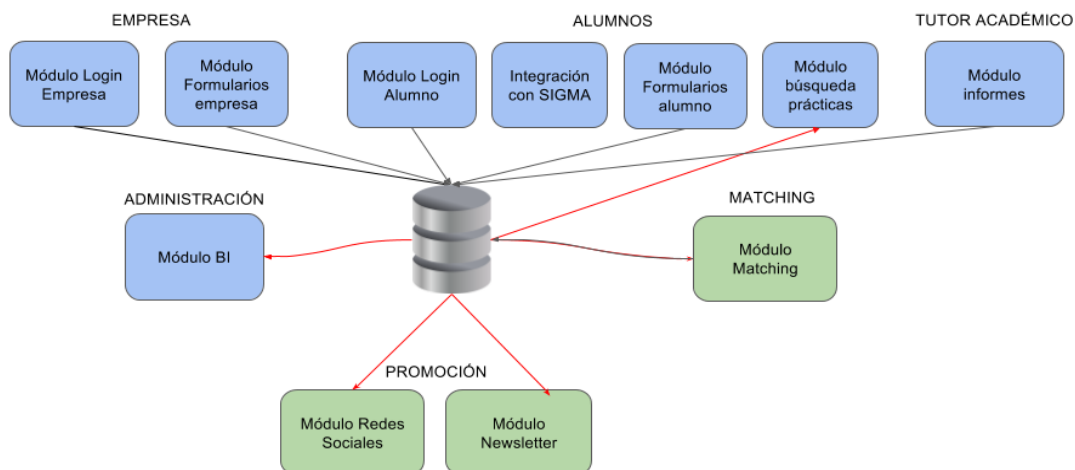 EMPRESA
ALUMNOS
TUTOR ACADÉMICO
Módulo Login
Empresa
Módulo
Formularios
empresa
Módulo Login
Alumno
Integración
con SIGMA
Módulo
Formularios
alumno
Módulo
búsqueda
prácticas
Módulo
informes
ADMINISTRACIÓN
Módulo BI
MATCHING
Módulo
Matching
PROMOCIÓN
Módulo Redes
Sociales
Módulo
Newsletter